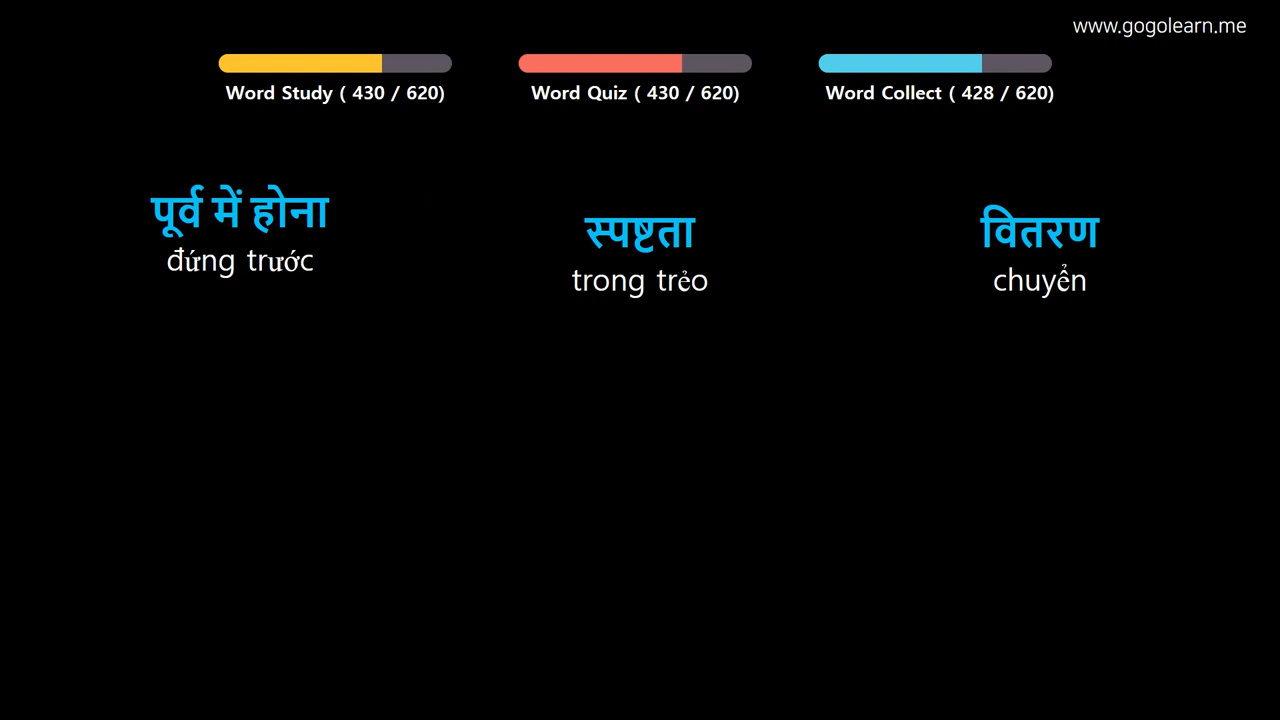 www.gogolearn.me
Word Study ( 430 / 620)
Word Quiz ( 430 / 620)
Word Collect ( 428 / 620)
पूर्व में होना
đứng trước
स्पष्टता
trong trẻo
वितरण
chuyển